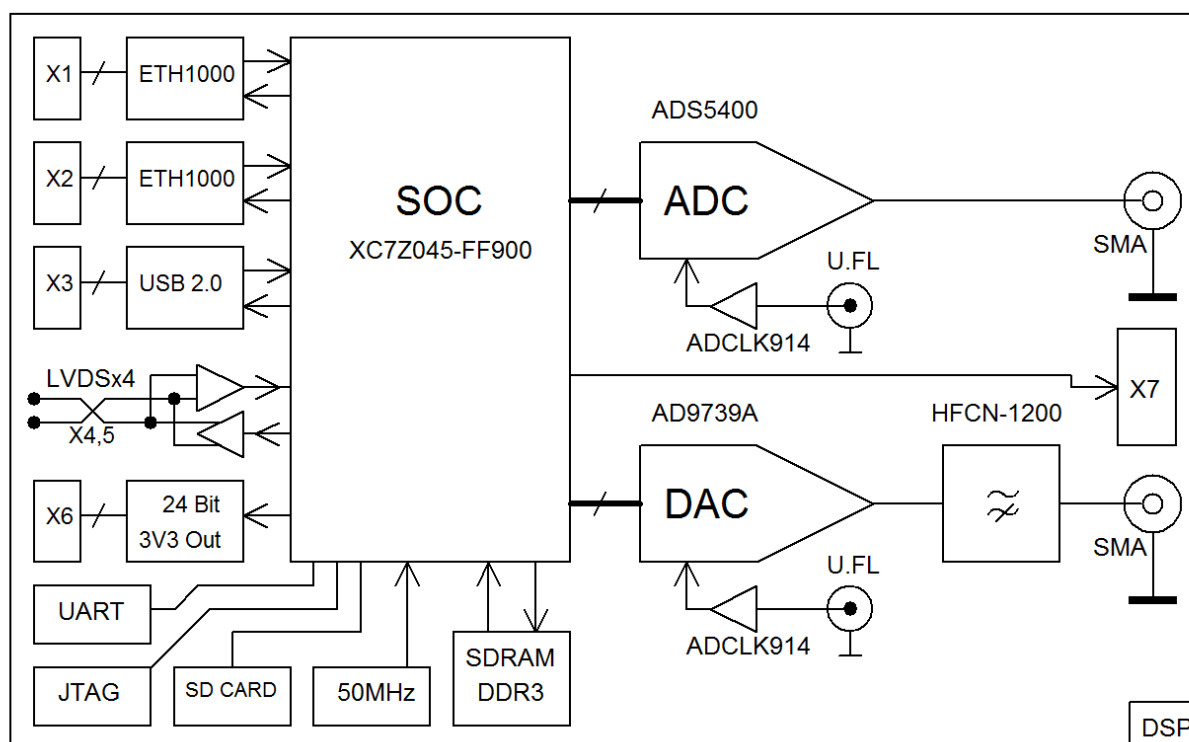 X1
ETH1000
X2
ETH1000
X3
USB 2.0
LVDSx4
X4,5
X6
24 Bit
3V3 Out
UART
JTAG
SD CARD
50MHz
SDRAM
DDR3
SOC
XC7Z045-FF900
ADS5400
ADC
U.FL
ADCLK914
SMA
X7
AD9739A
DAC
HFCN-1200
U.FL
ADCLK914
SMA
DSP